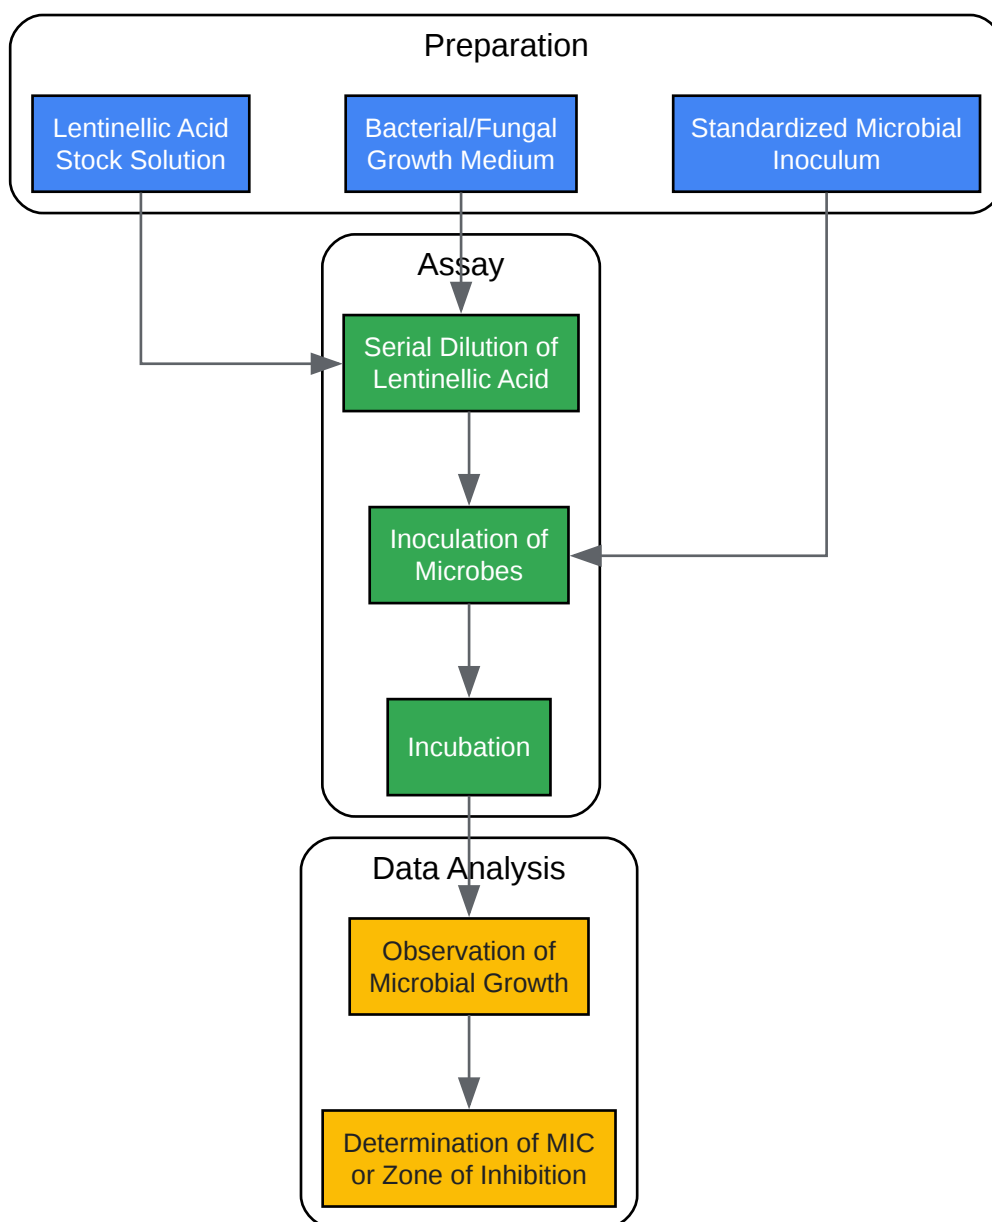 Preparation
Lentinellic Acid
Stock Solution
Bacterial/Fungal
Growth Medium
Standardized Microbial
Inoculum
Assay
Serial Dilution of
Lentinellic Acid
Inoculation of
Microbes
Incubation
Data Analysis
Observation of
Microbial Growth
Determination of MIC
or Zone of Inhibition